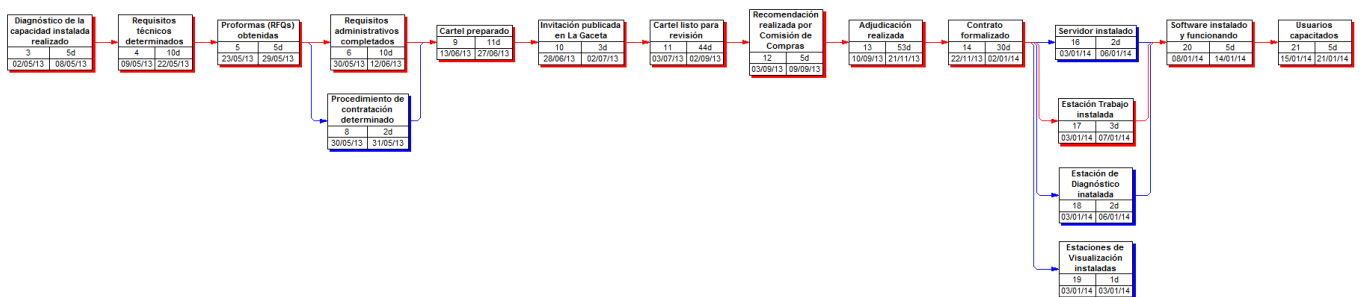 Diagnóstico de la
capacidad instalada
realizado
3 5d
02/05/13 08/05/13
Requisitos
tècnicos
determinados
4 10d
09/05/13 22/05/13
Proformas (RFQs)
obtenidas
5 5d
23/05/13 29/05/13
Requisitos
administrativos
completados
6 10d
30/05/13 12/06/13
Procedimiento de
contratación
determinado
8 2d
30/05/13 31/05/13
Cartel preparado
9 11d
13/06/13 27/06/13
Invitación publicada
en La Gaceta
10 3d
28/06/13 02/07/13
Cartel listo para
revisión
11 44d
03/07/13 02/09/13
Recomendación
realizada por
Comisión de
Compras
12 5d
03/09/13 09/09/13
Adjudicación
realizada
13 53d
10/09/13 21/11/13
Contrato
formalizado
14 30d
22/11/13 02/01/14
Servidor instalado
16 2d
03/01/14 06/01/14
Estación Trabajo
instalada
17 3d
03/01/14 07/01/14
Estación de
Diagnóstico
inatalada
18 2d
03/01/14 06/01/14
Estaciones de
Visualización
instaladas
19 1d
03/01/14 03/01/14
Software instalado
y funcionando
20 5d
08/01/14 14/01/14
Usuarios
capacitados
21 5d
15/01/14 21/01/14